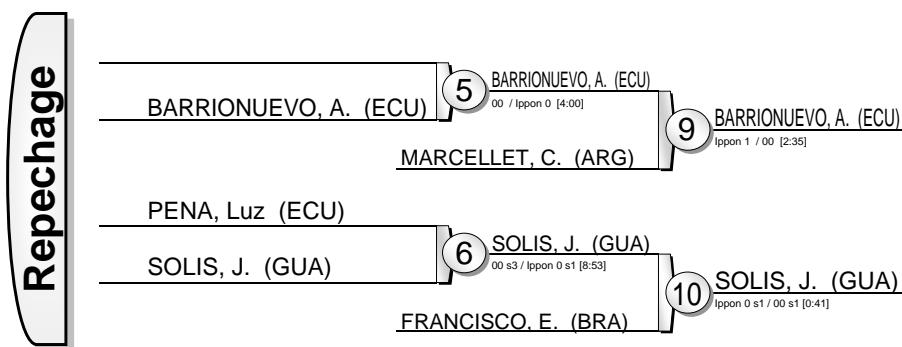 Repechage
BARRIONUEVO, A. (ECU)
5
BARRIONUEVO, A. (ECU)
00 / Ippon 0 [4:00]
MARCELLET, C. (ARG)
9
BARRIONUEVO, A. (ECU)
Ippon 1 / 00 [2:35]
PENA, Luz (ECU)
SOLIS, J. (GUA)
6
SOLIS, J. (GUA)
00 s3 / Ippon 0 s1 [8:53]
FRANCISCO, E. (BRA)
10
SOLIS, J. (GUA)
Ippon 0 s1 / 00 s1 [0:41]